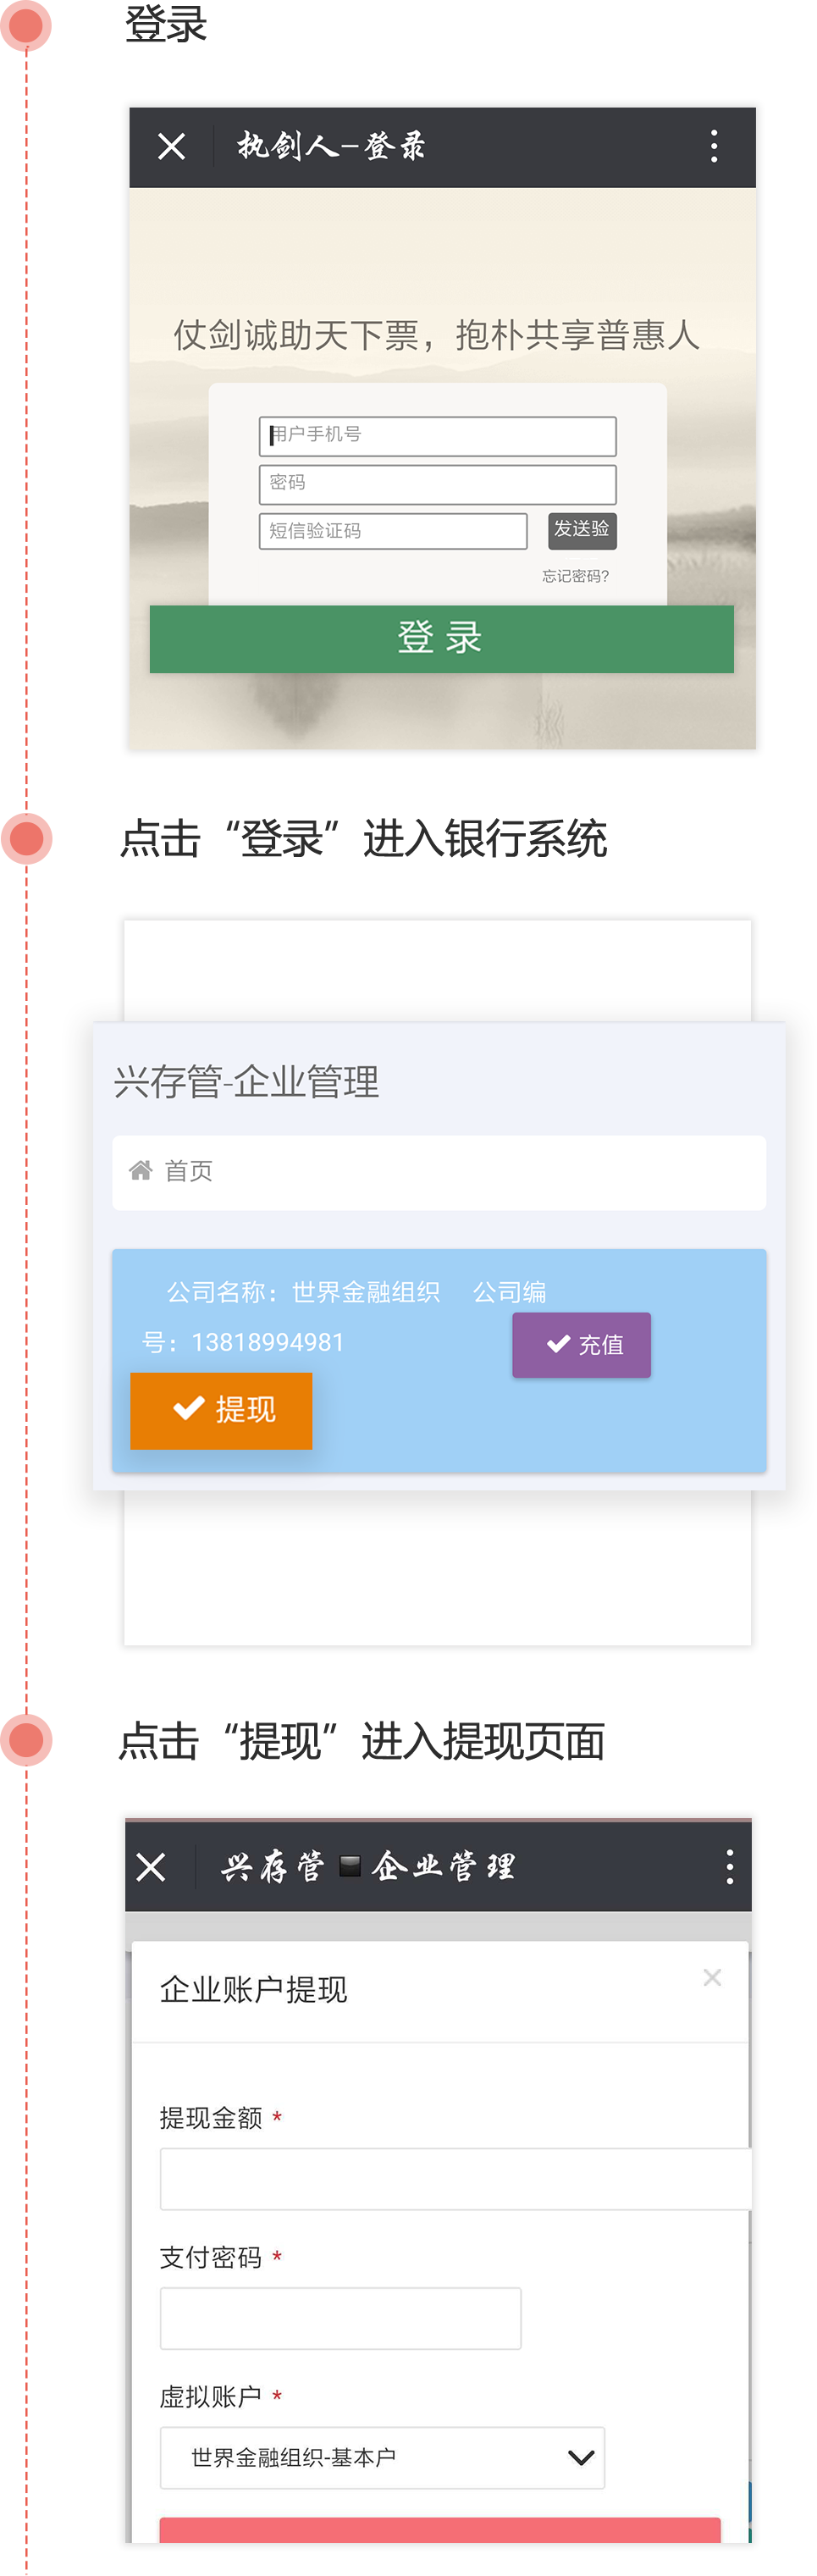 登录
执剑人-登录
仗剑诚助天下票，抱朴共享普惠人
用户手机号
密码
短信验证码
发送验
忘记密码?
登 录
点击“登录”进入银行系统
兴存管-企业管理
首页
公司名称：世界金融组织 公司编
号：13818994981
充值
提现
点击“提现”进入提现页面
兴存管 企业管理
企业账户提现
提现金额 *
支付密码 *
虚拟账户 *
世界金融组织-基本户